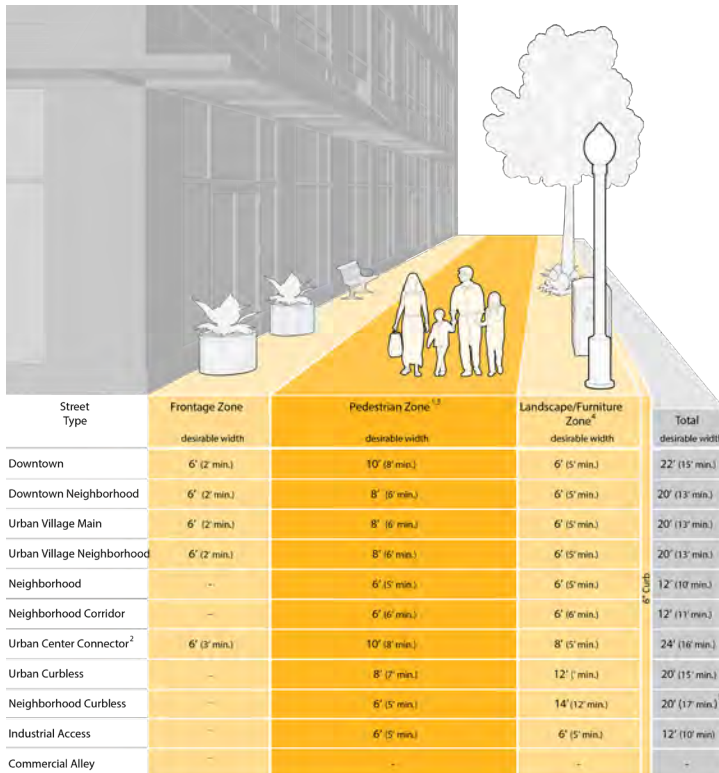 Street Type Frontage Zone desirable width Pedestrian Zone 1,3 desirable width Landscape/Furniture Zone4 desirable width Total desirable width
Downtown 6' (2' min.) 10' (8' min.) 6' (5' min.) 22' (15' min.)
Downtown Neighborhood 6' (2' min.) 8' (6' min.) 6' (5' min.) 20' (13' min.)
Urban Village Main 6' (2' min.) 8' (6' min.) 6' (5' min.) 20' (13' min.)
Urban Village Neighborhood 6' (2' min.) 8' (6' min.) 6' (5' min.) 20' (13' min.)
Neighborhood - 6' (5' min.) 6' (5' min.) 12' (10' min.)
Neighborhood Corridor - 6' (6' min.) 6' (6' min.) 12' (11' min.)
Urban Center Connector2 6' (3' min.) 10' (8' min.) 8' (5' min.) 24' (16' min.)
Urban Curbless - 8' (7' min.) 12' (' min.) 20' (15' min.)
Neighborhood Curbless - 6' (5' min.) 14' (12' min.) 20' (17' min.)
Industrial Access - 6' (5' min.) 6' (5' min.) 12' (10' min)
Commercial Alley - - - -
6" Curb